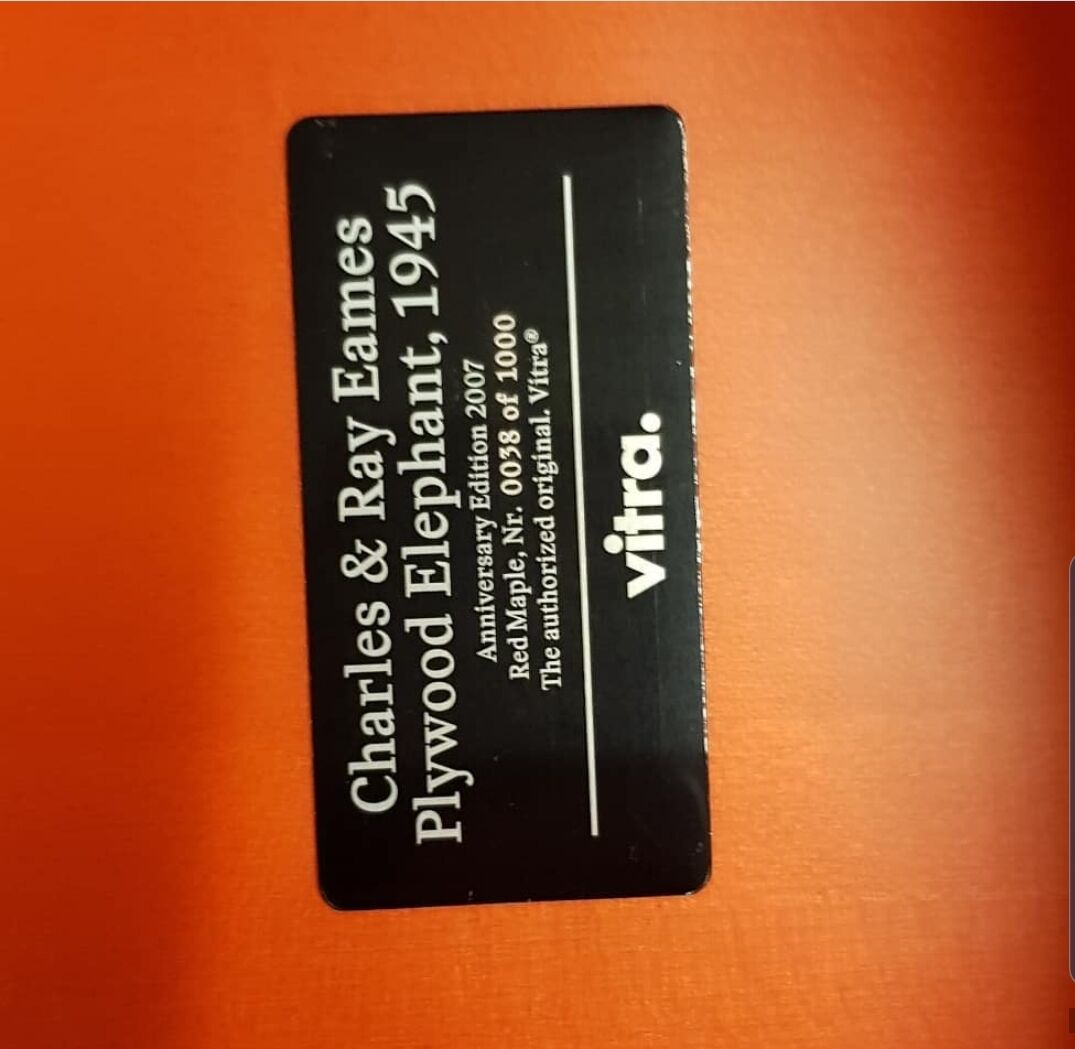 Charles & Ray Eames
Plywood Elephant, 1945
Anniversary Edition 2007
Red Maple, Nr. 0038 of 1000
The authorized original. Vitra®
vitra.